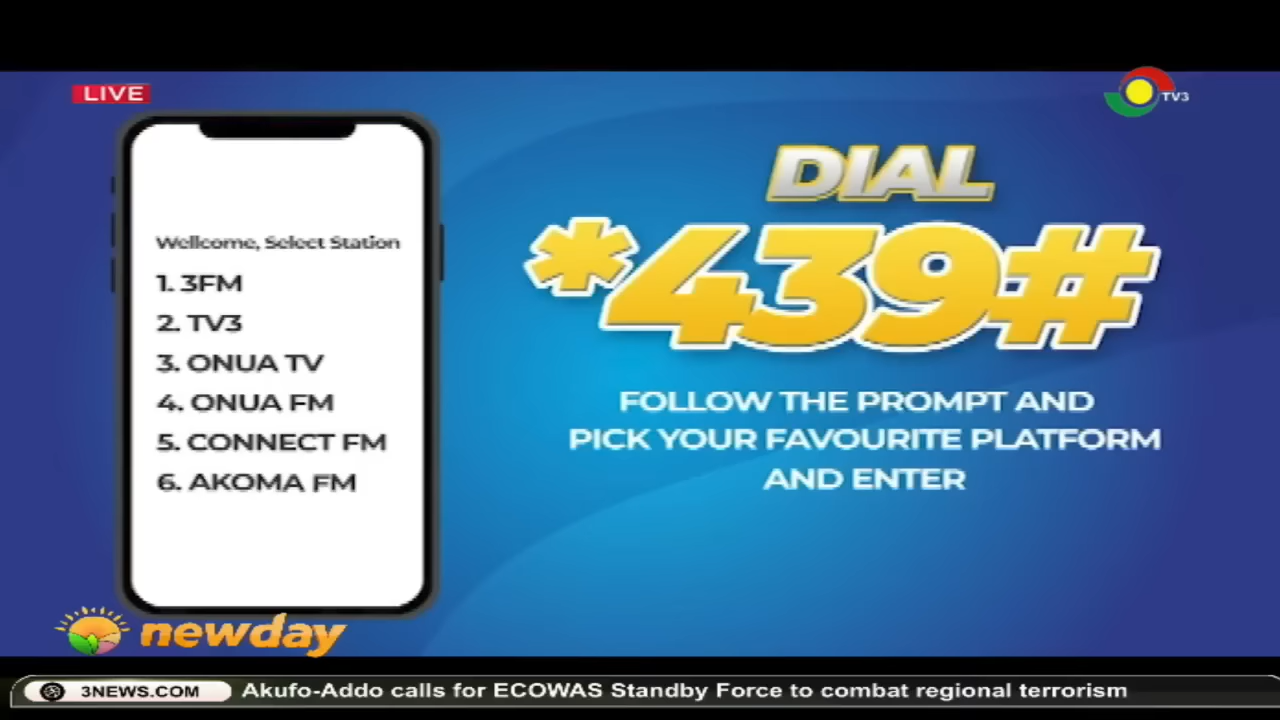 LIVE
TV3
Wellcome, Select Station
1. 3FM
2. TV3
3. ONUA TV
4. ONUA FM
5. CONNECT FM
6. AKOMA FM
DIAL
*439#
FOLLOW THE PROMPT AND
PICK YOUR FAVOURITE PLATFORM
AND ENTER
newday
3NEWS.COM Akufo-Addo calls for ECOWAS Standby Force to combat regional terrorism